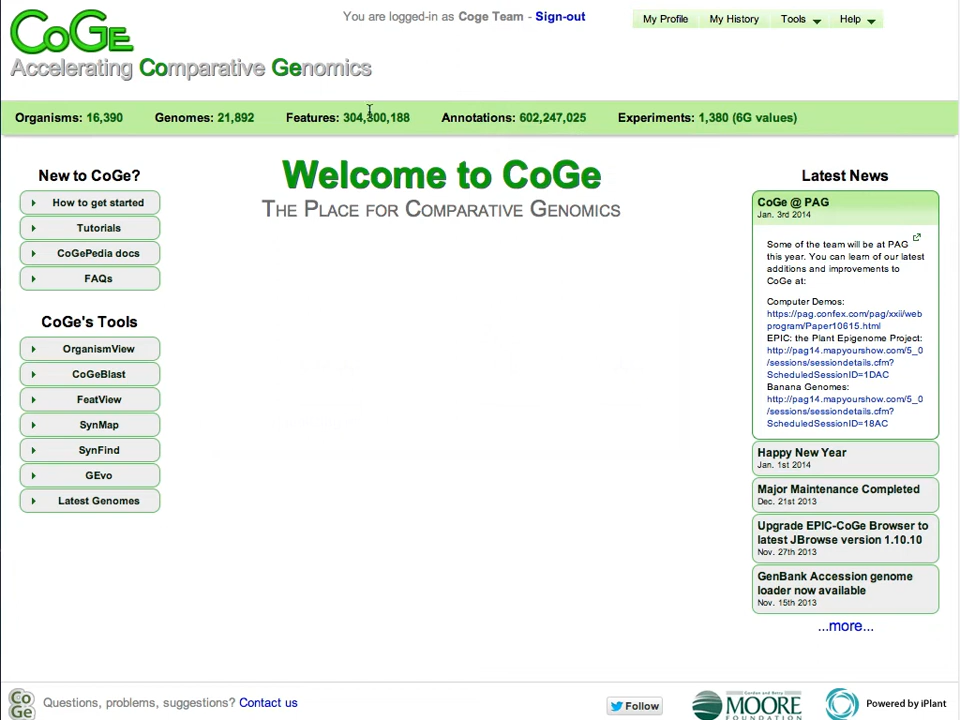 CoGe
Accelerating Comparative Genomics
You are logged-in as Coge Team - Sign-out
My Profile
My History
Tools
Help
Organisms: 16,390
Genomes: 21,892
Features: 304,300,188
Annotations: 602,247,025
Experiments: 1,380 (6G values)
New to CoGe?
How to get started
Tutorials
CoGePedia docs
FAQs
CoGe's Tools
OrganismView
CoGeBlast
FeatView
SynMap
SynFind
GEvo
Latest Genomes
Welcome to CoGe
The Place for Comparative Genomics
Latest News
CoGe @ PAG
Jan. 3rd 2014
Some of the team will be at PAG
this year. You can learn of our latest
additions and improvements to
CoGe at:
Computer Demos:
https://pag.confex.com/pag/xxii/web
program/Paper10615.html
EPIC: the Plant Epigenome Project:
http://pag14.mapyourshow.com/5_0
/sessions/sessiondetails.cfm?
ScheduledSessionID=1DAC
Banana Genomes:
http://pag14.mapyourshow.com/5_0
/sessions/sessiondetails.cfm?
ScheduledSessionID=18AC
Happy New Year
Jan. 1st 2014
Major Maintenance Completed
Dec. 21st 2013
Upgrade EPIC-CoGe Browser to
latest JBrowse version 1.10.10
Nov. 27th 2013
GenBank Accession genome
loader now available
Nov. 15th 2013
...more...
Co
Ge
Questions, problems, suggestions? Contact us
Follow
GORDON AND BETTY
MOORE
FOUNDATION
Powered by iPlant